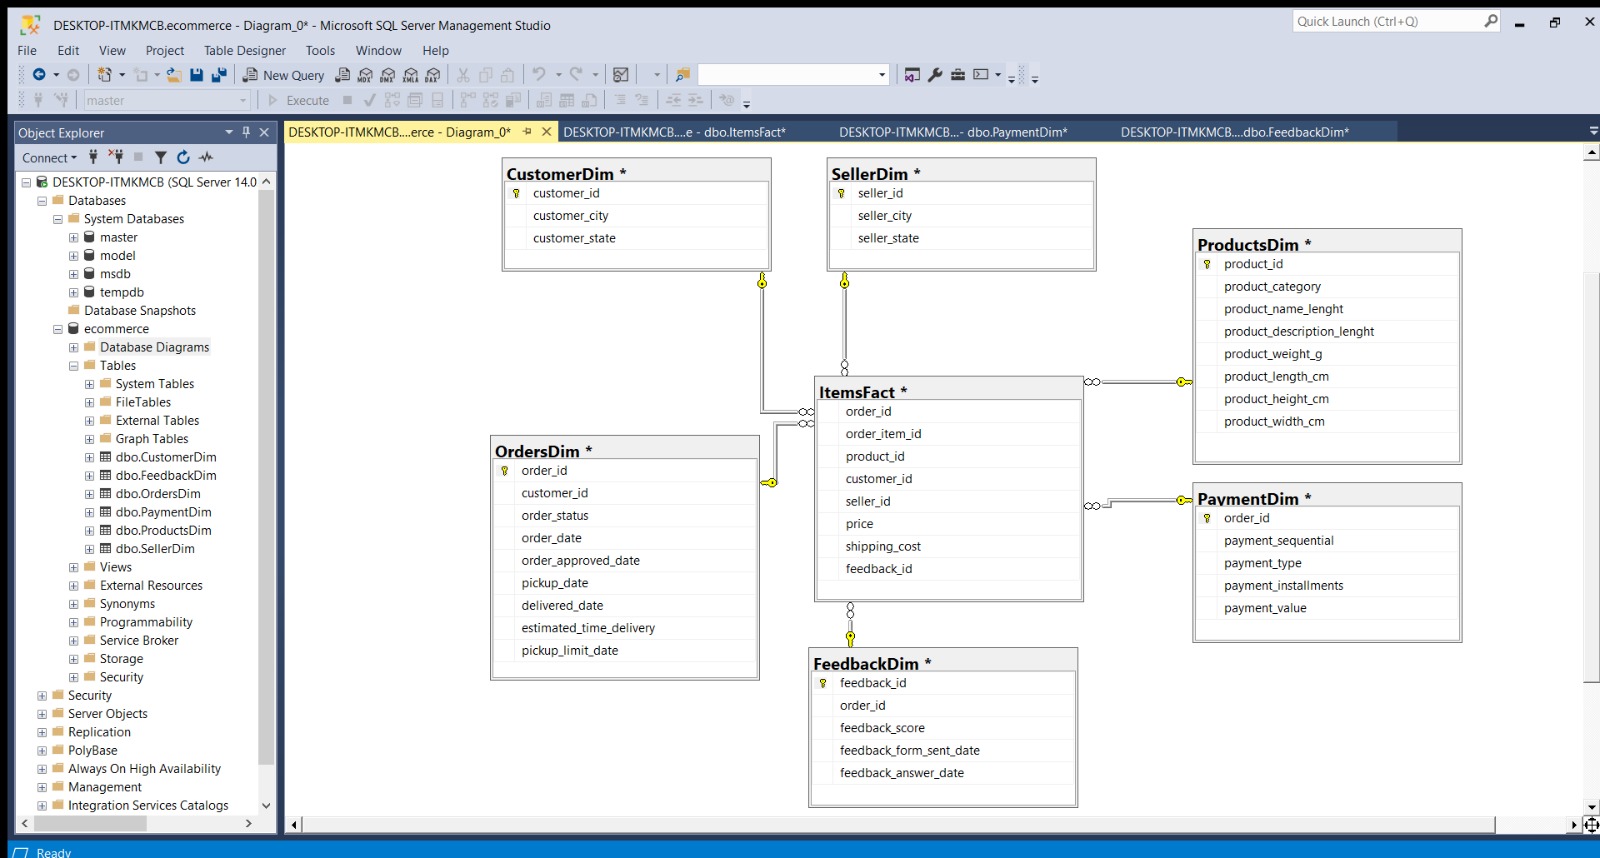 DESKTOP-ITMKMCB.ecommerce - Diagram_0* - Microsoft SQL Server Management Studio
Quick Launch (Ctrl+Q)
File Edit View Project Table Designer Tools Window Help
New Query MDX DMX XMLA DAX
master Execute
Object Explorer
DESKTOP-ITMKMCB....erce - Diagram_0* DESKTOP-ITMKMCB....e - dbo.ItemsFact* DESKTOP-ITMKMCB...- dbo.PaymentDim* DESKTOP-ITMKMCB....dbo.FeedbackDim*
Connect
DESKTOP-ITMKMCB (SQL Server 14.0
Databases
System Databases
master
model
msdb
tempdb
Database Snapshots
ecommerce
Database Diagrams
Tables
System Tables
FileTables
External Tables
Graph Tables
dbo.CustomerDim
dbo.FeedbackDim
dbo.OrdersDim
dbo.PaymentDim
dbo.ProductsDim
dbo.SellerDim
Views
External Resources
Synonyms
Programmability
Service Broker
Storage
Security
Security
Server Objects
Replication
PolyBase
Always On High Availability
Management
Integration Services Catalogs
CustomerDim *
customer_id
customer_city
customer_state
SellerDim *
seller_id
seller_city
seller_state
ProductsDim *
product_id
product_category
product_name_lenght
product_description_lenght
product_weight_g
product_length_cm
product_height_cm
product_width_cm
ItemsFact *
order_id
order_item_id
product_id
customer_id
seller_id
price
shipping_cost
feedback_id
OrdersDim *
order_id
customer_id
order_status
order_date
order_approved_date
pickup_date
delivered_date
estimated_time_delivery
pickup_limit_date
PaymentDim *
order_id
payment_sequential
payment_type
payment_installments
payment_value
FeedbackDim *
feedback_id
order_id
feedback_score
feedback_form_sent_date
feedback_answer_date
Ready